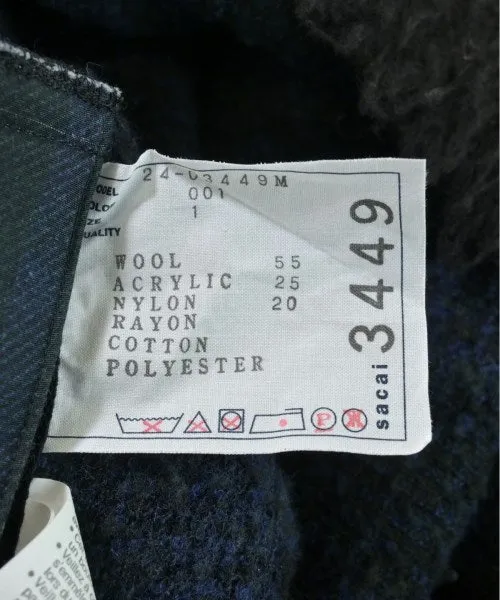 24-03449M
001
1
WOOL 55
ACRYLIC 25
NYLON 20
RAYON
COTTON
POLYESTER
P
sacai 3449